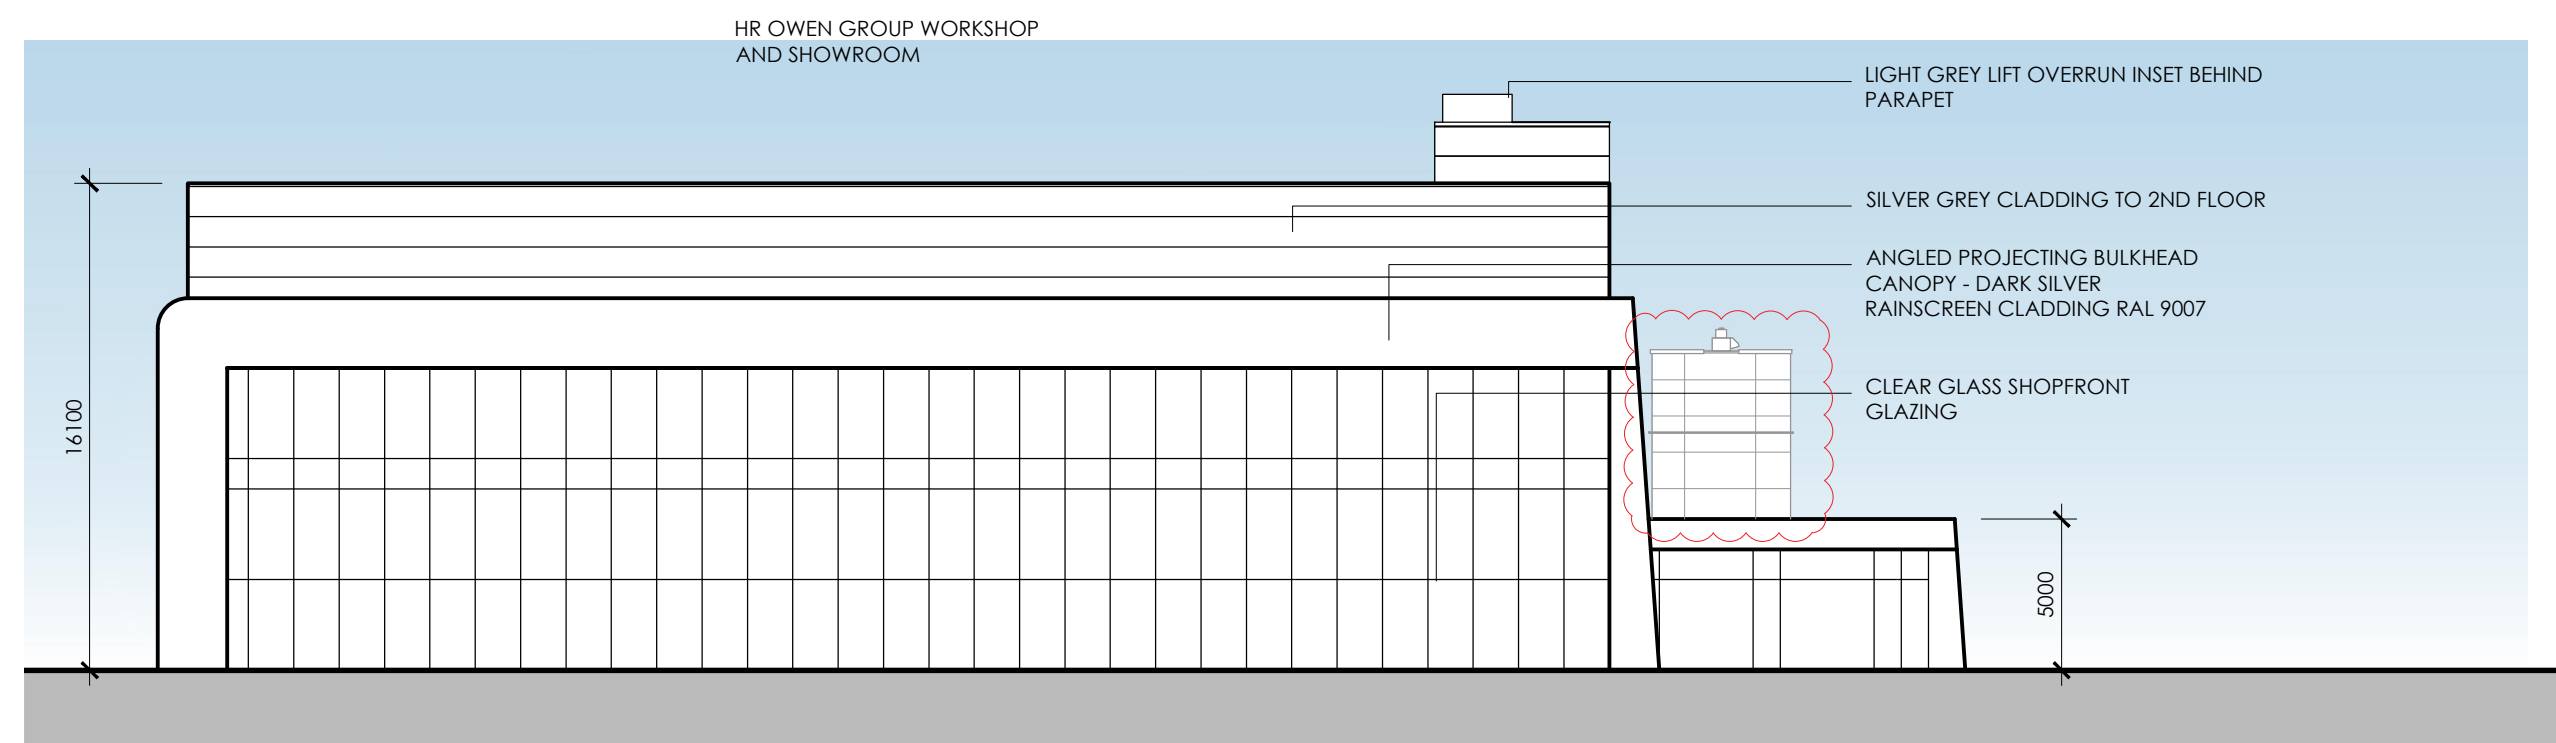 HR OWEN GROUP WORKSHOP
AND SHOWROOM
LIGHT GREY LIFT OVERRUN INSET BEHIND
PARAPET
SILVER GREY CLADDING TO 2ND FLOOR
ANGLED PROJECTING BULKHEAD
CANOPY - DARK SILVER
RAINSCREEN CLADDING RAL 9007
CLEAR GLASS SHOPFRONT
GLAZING
16100
5000